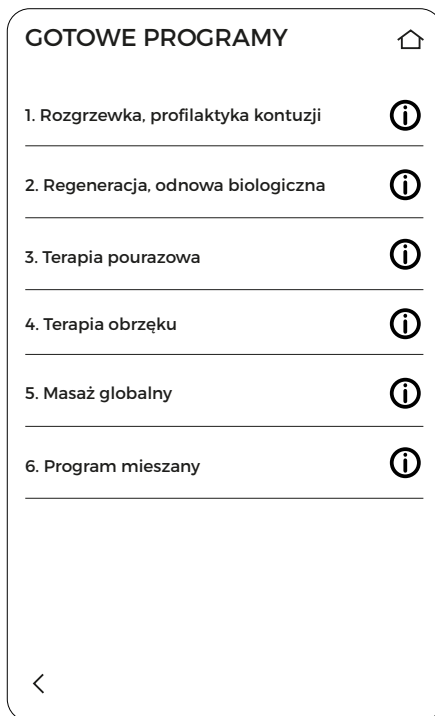 GOTOWE PROGRAMY
1. Rozgrzewka, profilaktyka kontuzji
2. Regeneracja, odnowa biologiczna
3. Terapia pourazowa
4. Terapia obrzęku
5. Masaż globalny
6. Program mieszany